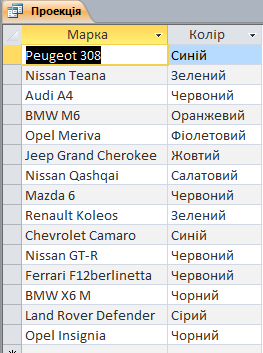 Проекція
Марка Колір
Peugeot 308 Синій
Nissan Teana Зелений
Audi A4 Червоний
BMW M6 Оранжевий
Opel Meriva Фіолетовий
Jeep Grand Cherokee Жовтий
Nissan Qashqai Салатовий
Mazda 6 Червоний
Renault Koleos Зелений
Chevrolet Camaro Синій
Nissan GT-R Червоний
Ferrari F12berlinetta Червоний
BMW X6 M Чорний
Land Rover Defender Сірий
Opel Insignia Чорний